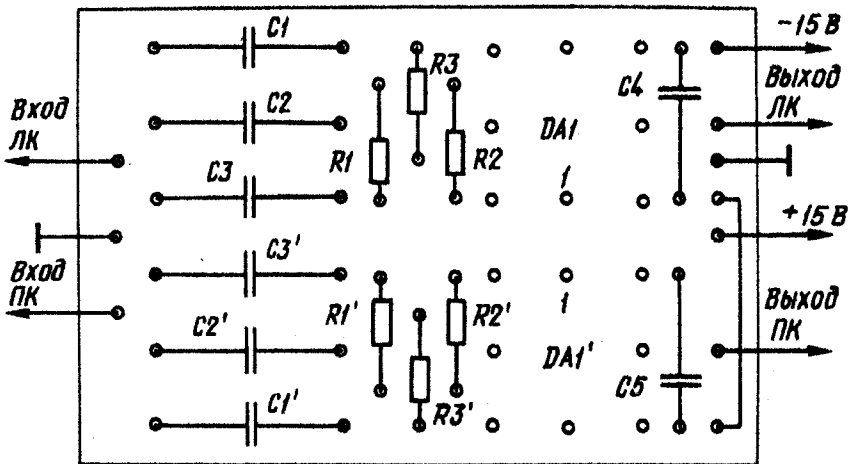 C1
-15 В
R3
Вход
ЛК
C2
C4
Выход
ЛК
DA1
R1
R2
C3
1
+15 В
C3'
Вход
ПК
C2'
R1'
R2'
1
Выход
ПК
DA1'
C5
C1'
R3'